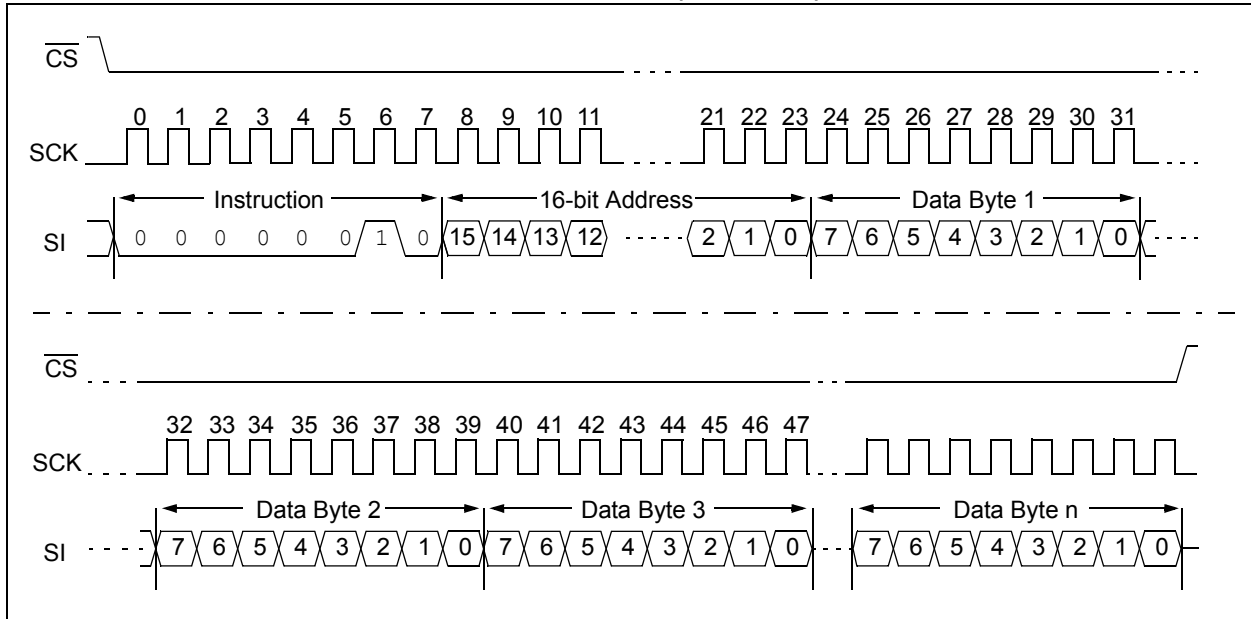 CS
0 1 2 3 4 5 6 7 8 9 10 11 21 22 23 24 25 26 27 28 29 30 31
SCK
Instruction 16-bit Address Data Byte 1
SI 0 0 0 0 0 0 1 0 15 14 13 12 2 1 0 7 6 5 4 3 2 1 0
CS
32 33 34 35 36 37 38 39 40 41 42 43 44 45 46 47
SCK
Data Byte 2 Data Byte 3 Data Byte n
SI 7 6 5 4 3 2 1 0 7 6 5 4 3 2 1 0 7 6 5 4 3 2 1 0